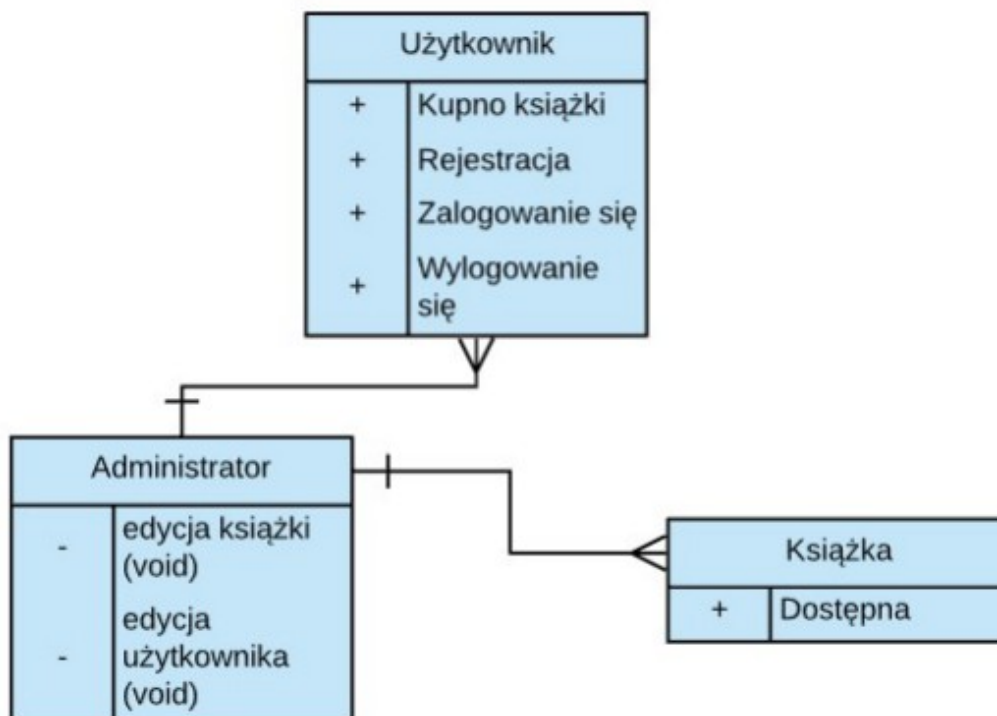 Użytkownik
+ Kupno książki
+ Rejestracja
+ Zalogowanie się
+ Wylogowanie
się
Administrator
- edycja książki
(void)
- edycja
użytkownika
(void)
Książka
+ Dostępna